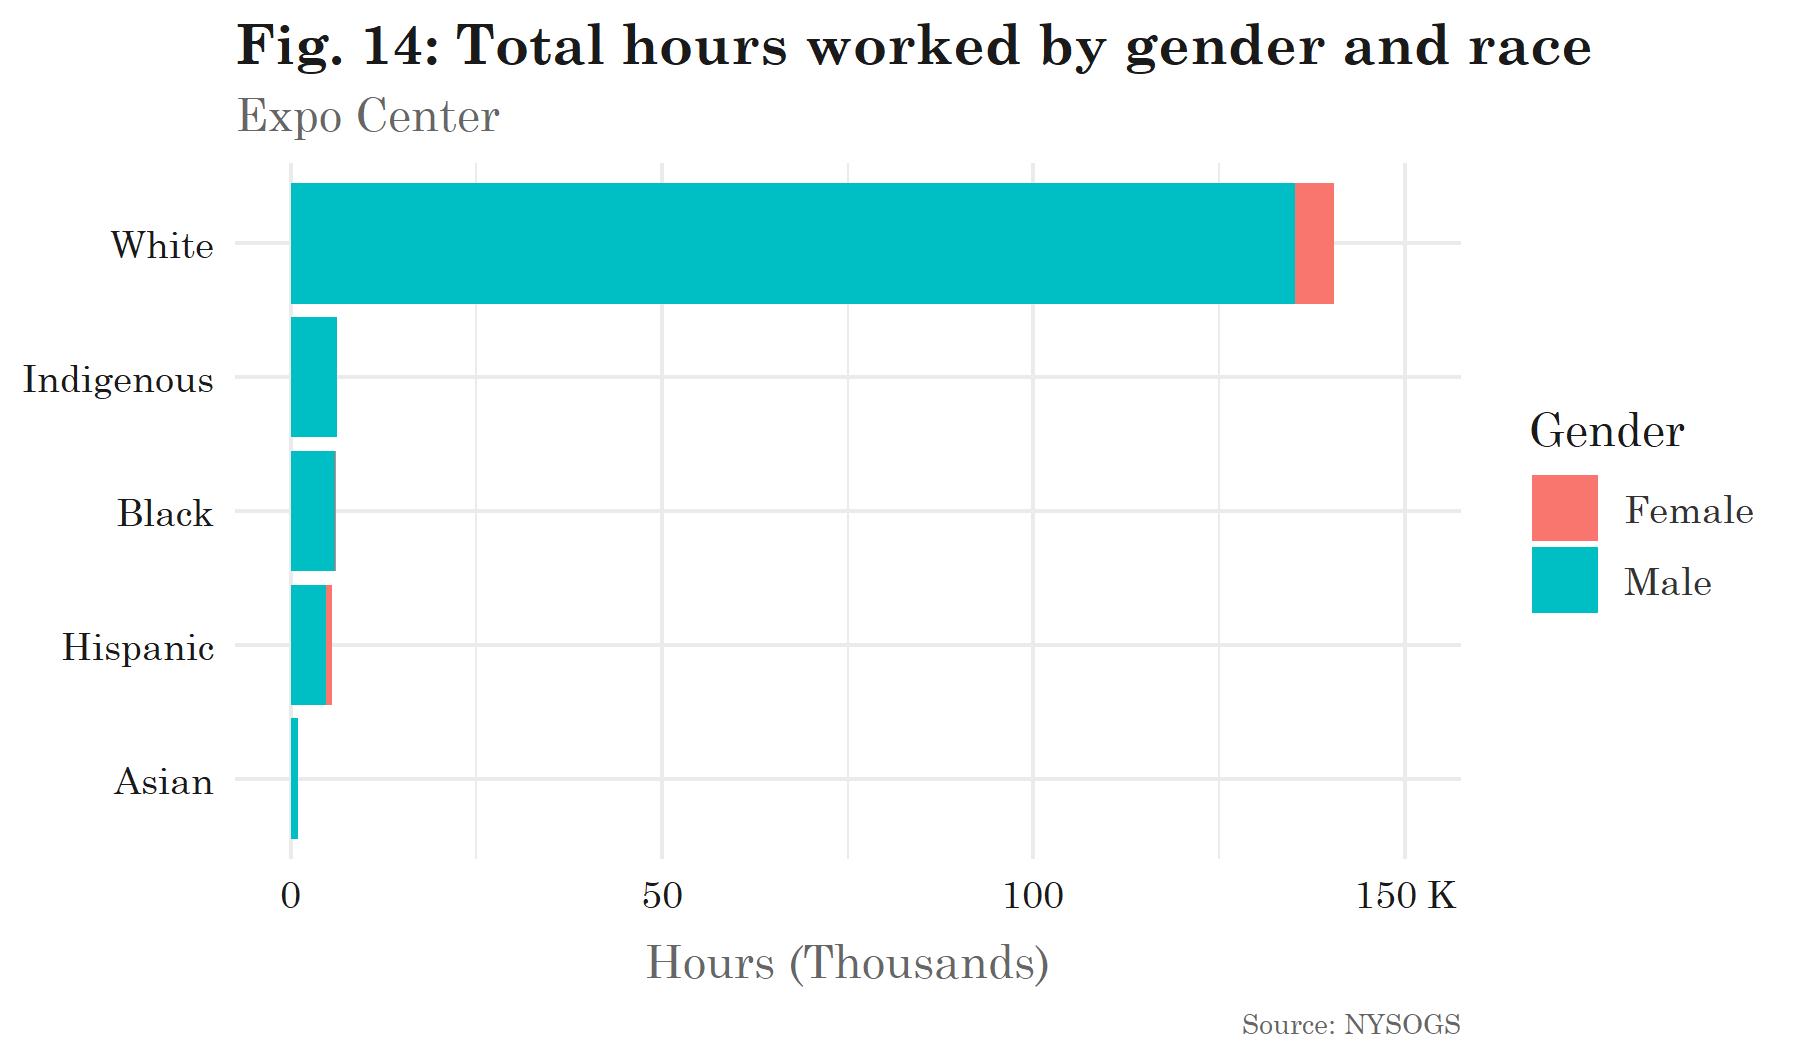 Fig. 14: Total hours worked by gender and race
Expo Center
White
Indigenous
Black
Hispanic
Asian
0 50 100 150 K
Hours (Thousands)
Gender
Female
Male
Source: NYSOGS